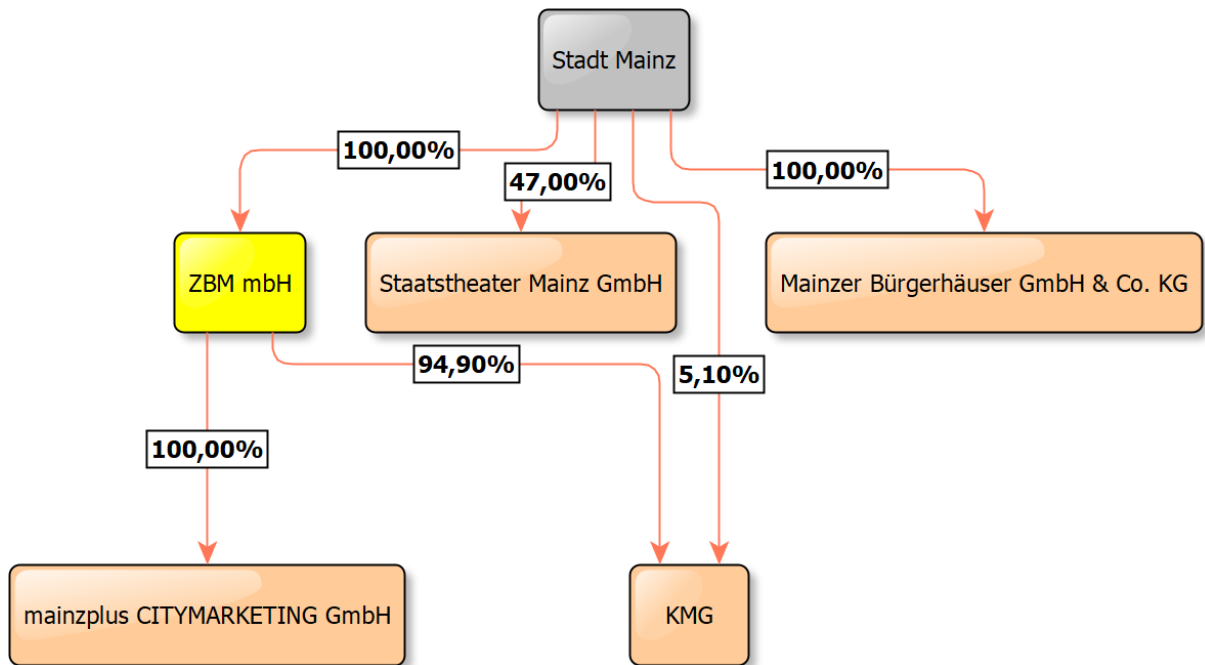 Stadt Mainz
100,00%
47,00%
100,00%
ZBM mbH
Staatstheater Mainz GmbH
Mainzer Bürgerhäuser GmbH & Co. KG
94,90%
5,10%
100,00%
mainzplus CITYMARKETING GmbH
KMG